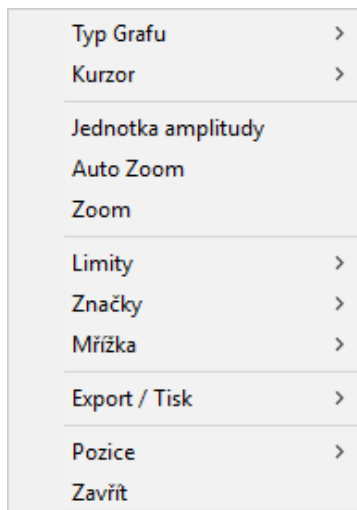 Typ Grafu
Kurzor
Jednotka amplitudy
Auto Zoom
Zoom
Limity
Značky
Mřížka
Export / Tisk
Pozice
Zavřít